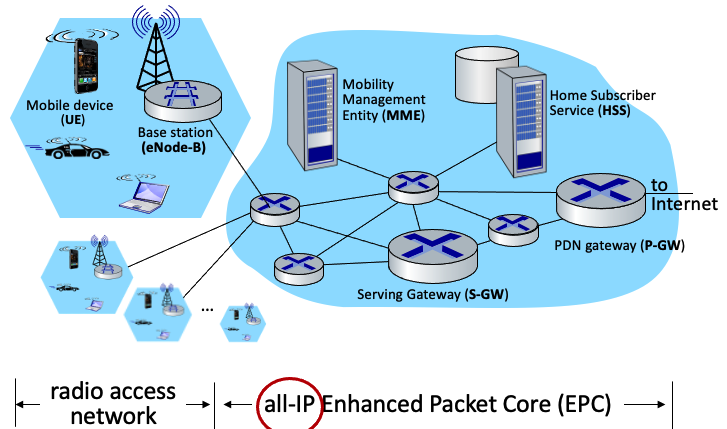 Mobile device
(UE)
Base station
(eNode-B)
Mobility
Management
Entity (MME)
Home Subscriber
Service (HSS)
to
Internet
PDN gateway (P-GW)
Serving Gateway (S-GW)
...
radio access
network
all-IP Enhanced Packet Core (EPC)